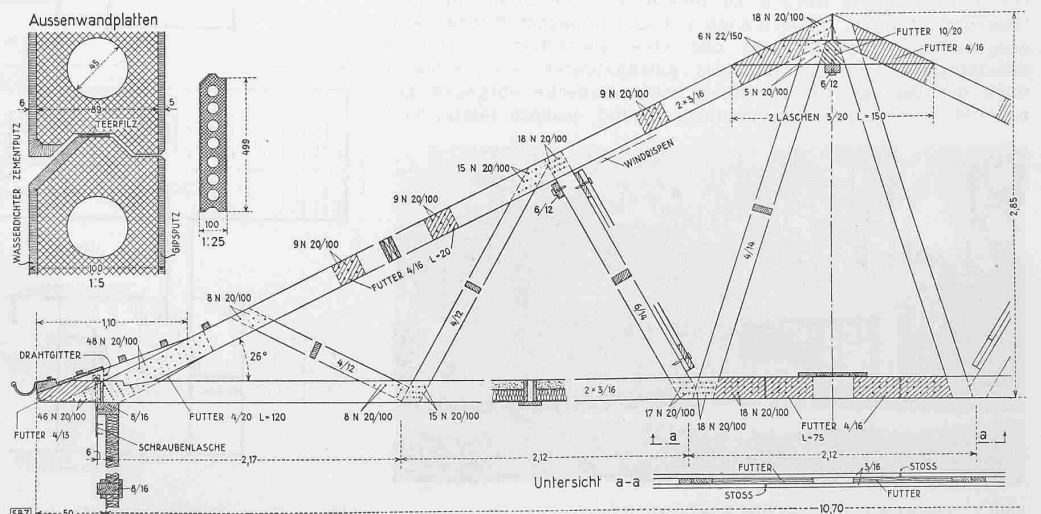 Aussenwandplatten
45
6
89
5
TEERFILZ
WASSERDICHTER ZEMENTPUTZ
GIPSPUTZ
100
1:5
499
100
1:25
18 N 20/100
6 N 22/150
FUTTER 10/20
FUTTER 4/16
6/12
5 N 20/100
2 LASCHEN 3/20 L=150
2×3/16
9 N 20/100
18 N 20/100
15 N 20/100
WINDRISPEN
6/12
9 N 20/100
9 N 20/100
FUTTER 4/16 L=20
2,85
4/14
4/12
6/14
8 N 20/100
1,10
48 N 20/100
DRAHTGITTER
26°
4/12
2×3/16
46 N 20/100
8/16
FUTTER 4/20 L=120
8 N 20/100
15 N 20/100
17 N 20/100
18 N 20/100
18 N 20/100
FUTTER 4/16
L=75
FUTTER 4/13
SCHRAUBENLASCHE
6
2,17
2,12
2,12
a
a
8/16
Untersicht a-a
FUTTER
3/16
STOSS
STOSS
FUTTER
SBZ
50
10,70